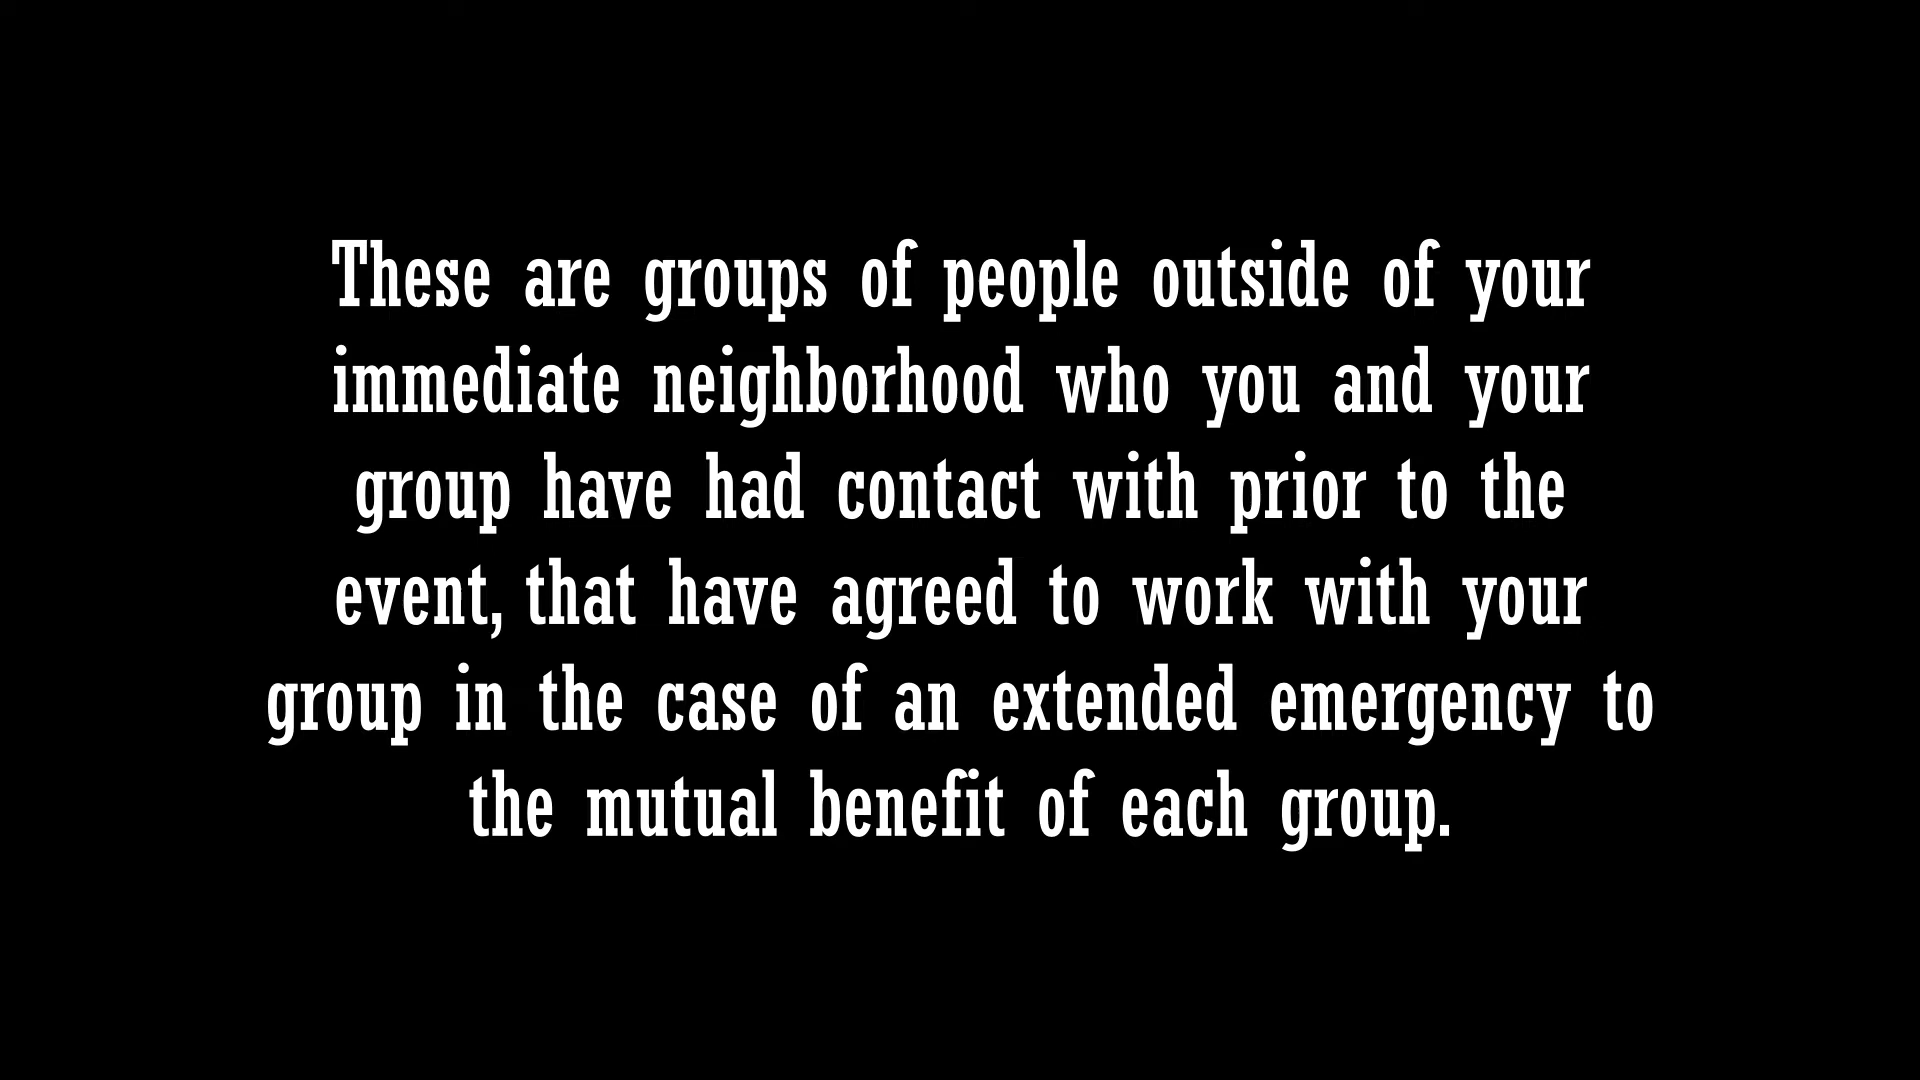 These are groups of people outside of your
immediate neighborhood who you and your
group have had contact with prior to the
event, that have agreed to work with your
group in the case of an extended emergency to
the mutual benefit of each group.